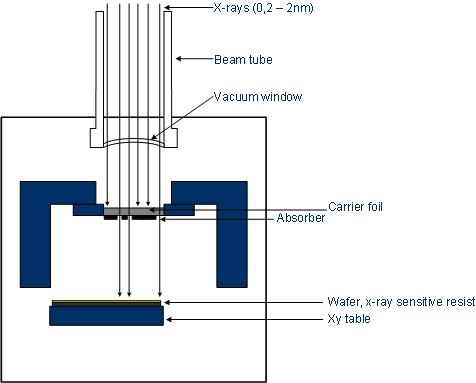 X-rays (0,2 – 2nm)
Beam tube
Vacuum window
Carrier foil
Absorber
Wafer, x-ray sensitive resist
Xy table